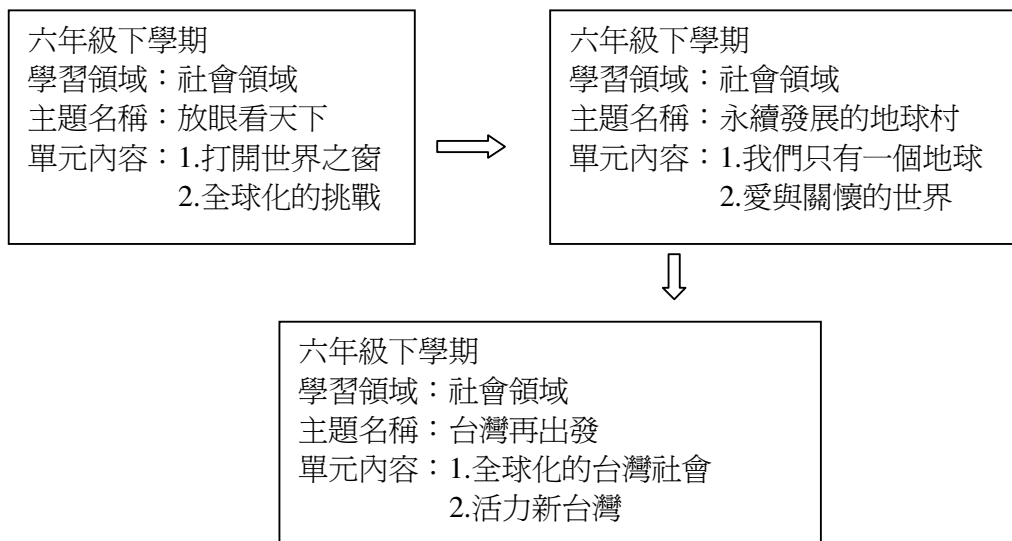 六年級下學期
學習領域：社會領域
主題名稱：放眼看天下
單元內容：1.打開世界之窗
2.全球化的挑戰
六年級下學期
學習領域：社會領域
主題名稱：永續發展的地球村
單元內容：1.我們只有一個地球
2.愛與關懷的世界
六年級下學期
學習領域：社會領域
主題名稱：台灣再出發
單元內容：1.全球化的台灣社會
2.活力新台灣